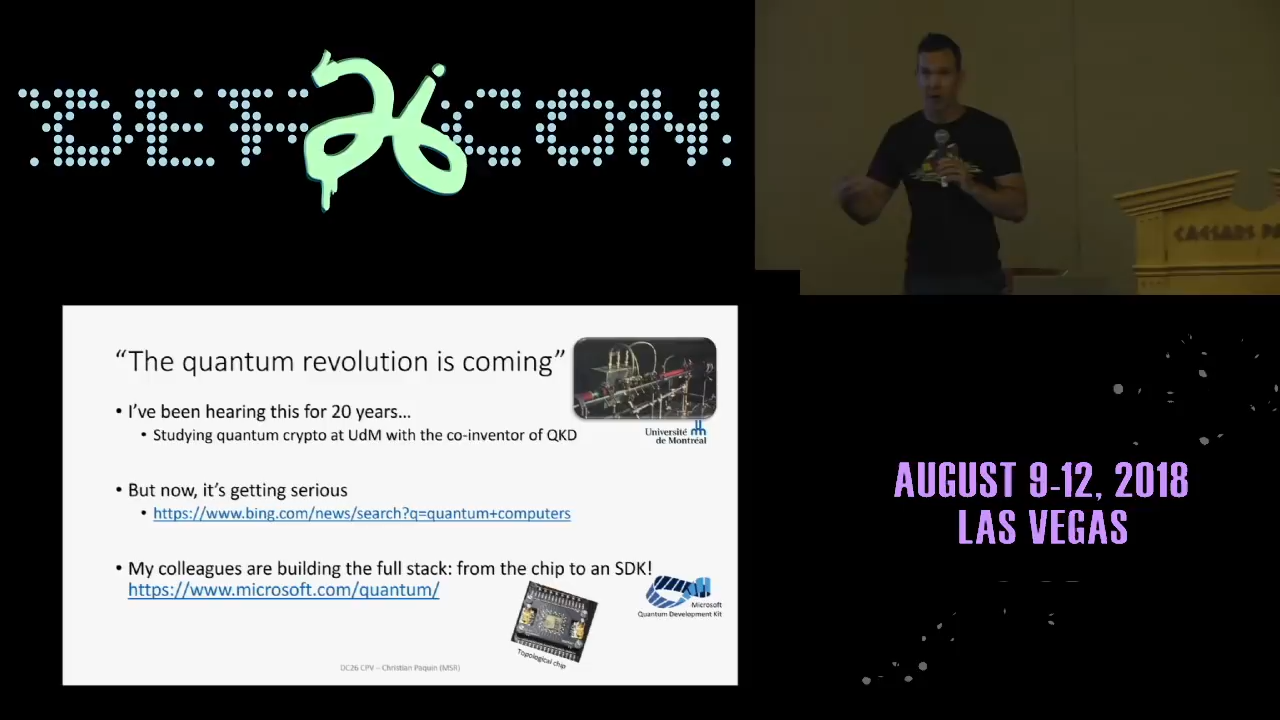 DEF 26 CON
CAESARS PA
"The quantum revolution is coming"
• I've been hearing this for 20 years...
• Studying quantum crypto at UdM with the co-inventor of QKD
Université
de Montréal
• But now, it's getting serious
• https://www.bing.com/news/search?q=quantum+computers
• My colleagues are building the full stack: from the chip to an SDK!
https://www.microsoft.com/quantum/
Microsoft
Quantum Development Kit
Topological chip
DC26 CPV – Christian Paquin (MSR)
AUGUST 9-12, 2018
LAS VEGAS